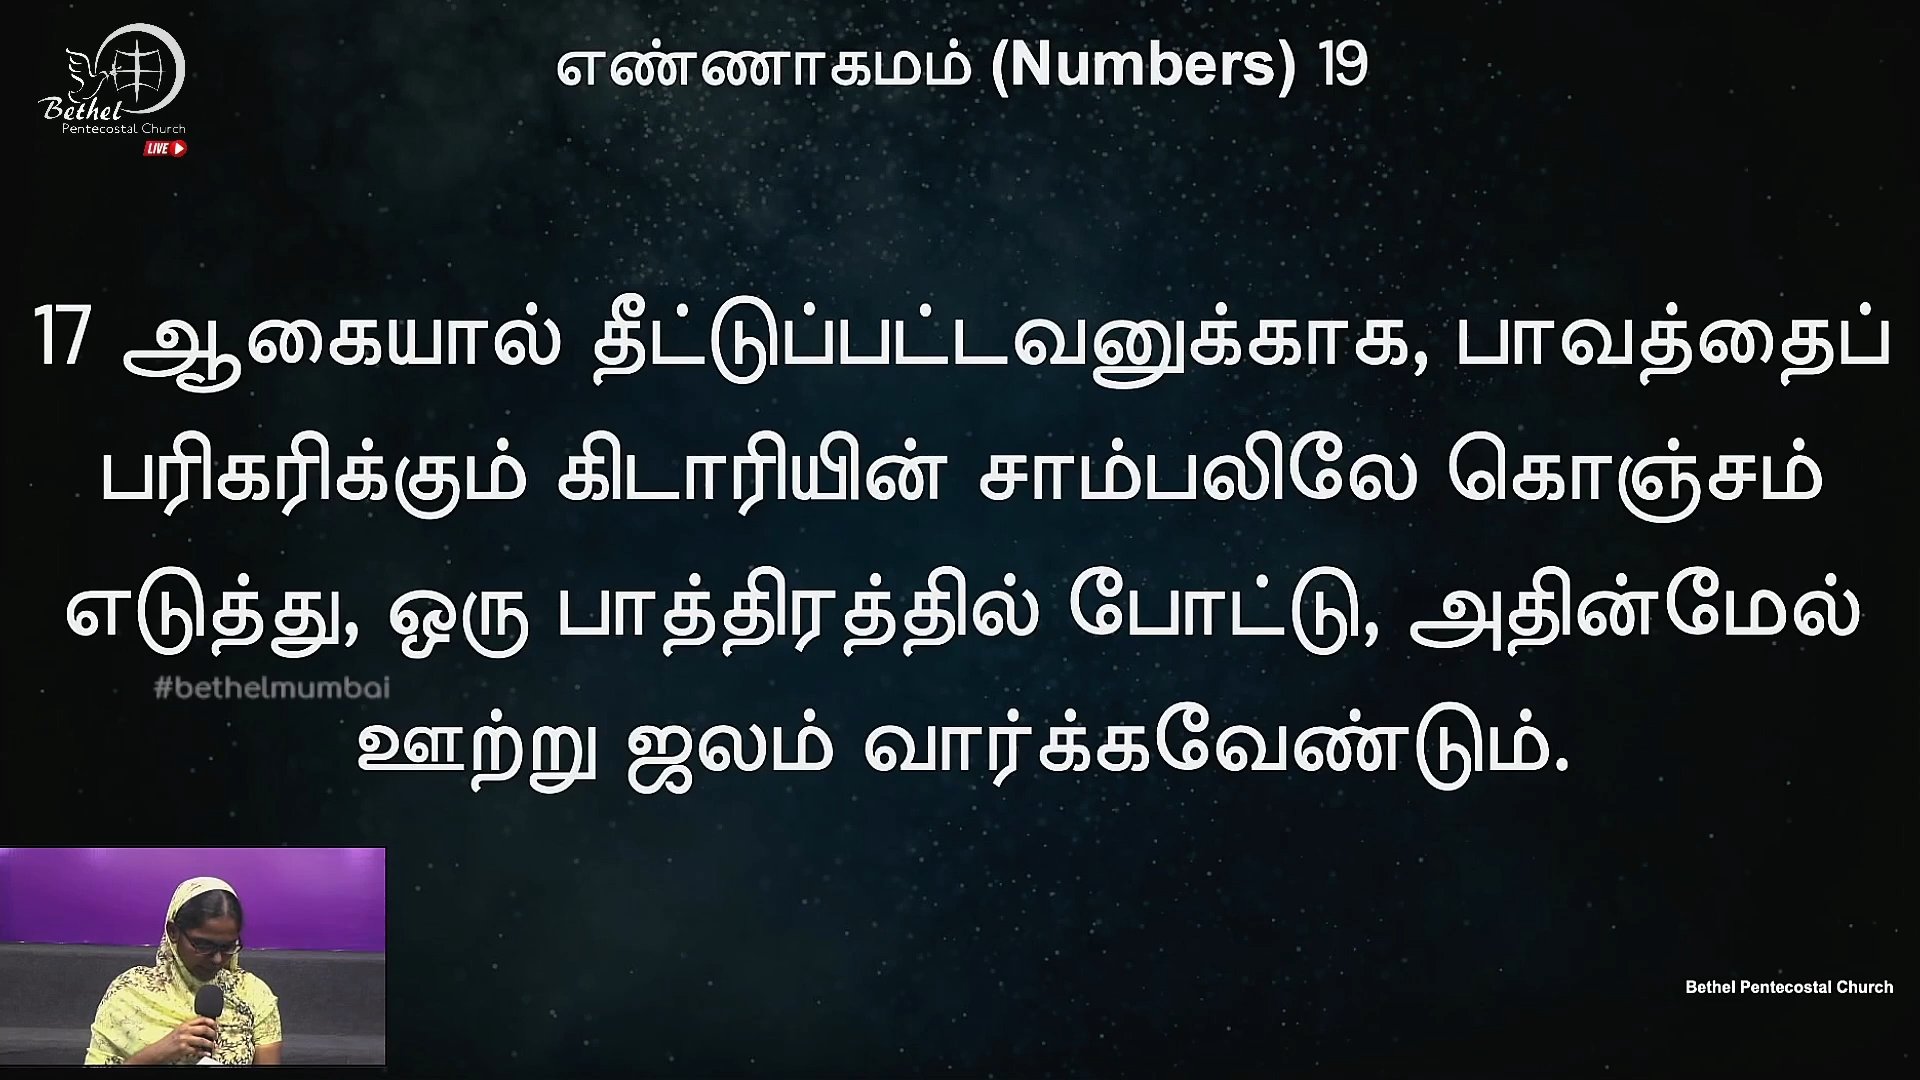 Bethel
Pentecostal Church
LIVE
எண்ணாகமம் (Numbers) 19
17 ஆகையால் தீட்டுப்பட்டவனுக்காக, பாவத்தைப்
பரிகரிக்கும் கிடாரியின் சாம்பலிலே கொஞ்சம்
எடுத்து, ஒரு பாத்திரத்தில் போட்டு, அதின்மேல்
#bethelmumbai
ஊற்று ஜலம் வார்க்கவேண்டும்.
Bethel Pentecostal Church